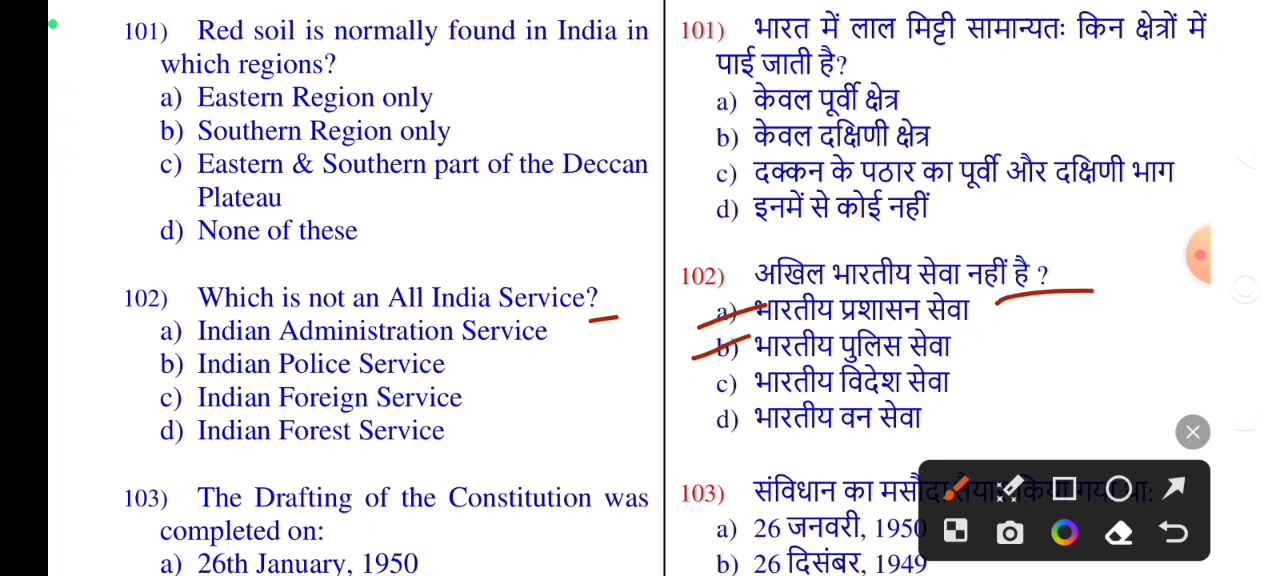 101) Red soil is normally found in India in
which regions?
a) Eastern Region only
b) Southern Region only
c) Eastern & Southern part of the Deccan
Plateau
d) None of these
102) Which is not an All India Service?
a) Indian Administration Service
b) Indian Police Service
c) Indian Foreign Service
d) Indian Forest Service
103) The Drafting of the Constitution was
completed on:
a) 26th January, 1950
101) भारत में लाल मिट्टी सामान्यतः किन क्षेत्रों में
पाई जाती है?
a) केवल पूर्वी क्षेत्र
b) केवल दक्षिणी क्षेत्र
c) दक्कन के पठार का पूर्वी और दक्षिणी भाग
d) इनमें से कोई नहीं
102) अखिल भारतीय सेवा नहीं है ?
a) भारतीय प्रशासन सेवा
b) भारतीय पुलिस सेवा
c) भारतीय विदेश सेवा
d) भारतीय वन सेवा
103) संविधान का मसौदा तैयार किया गया था:
a) 26 जनवरी, 1950
b) 26 दिसंबर, 1949